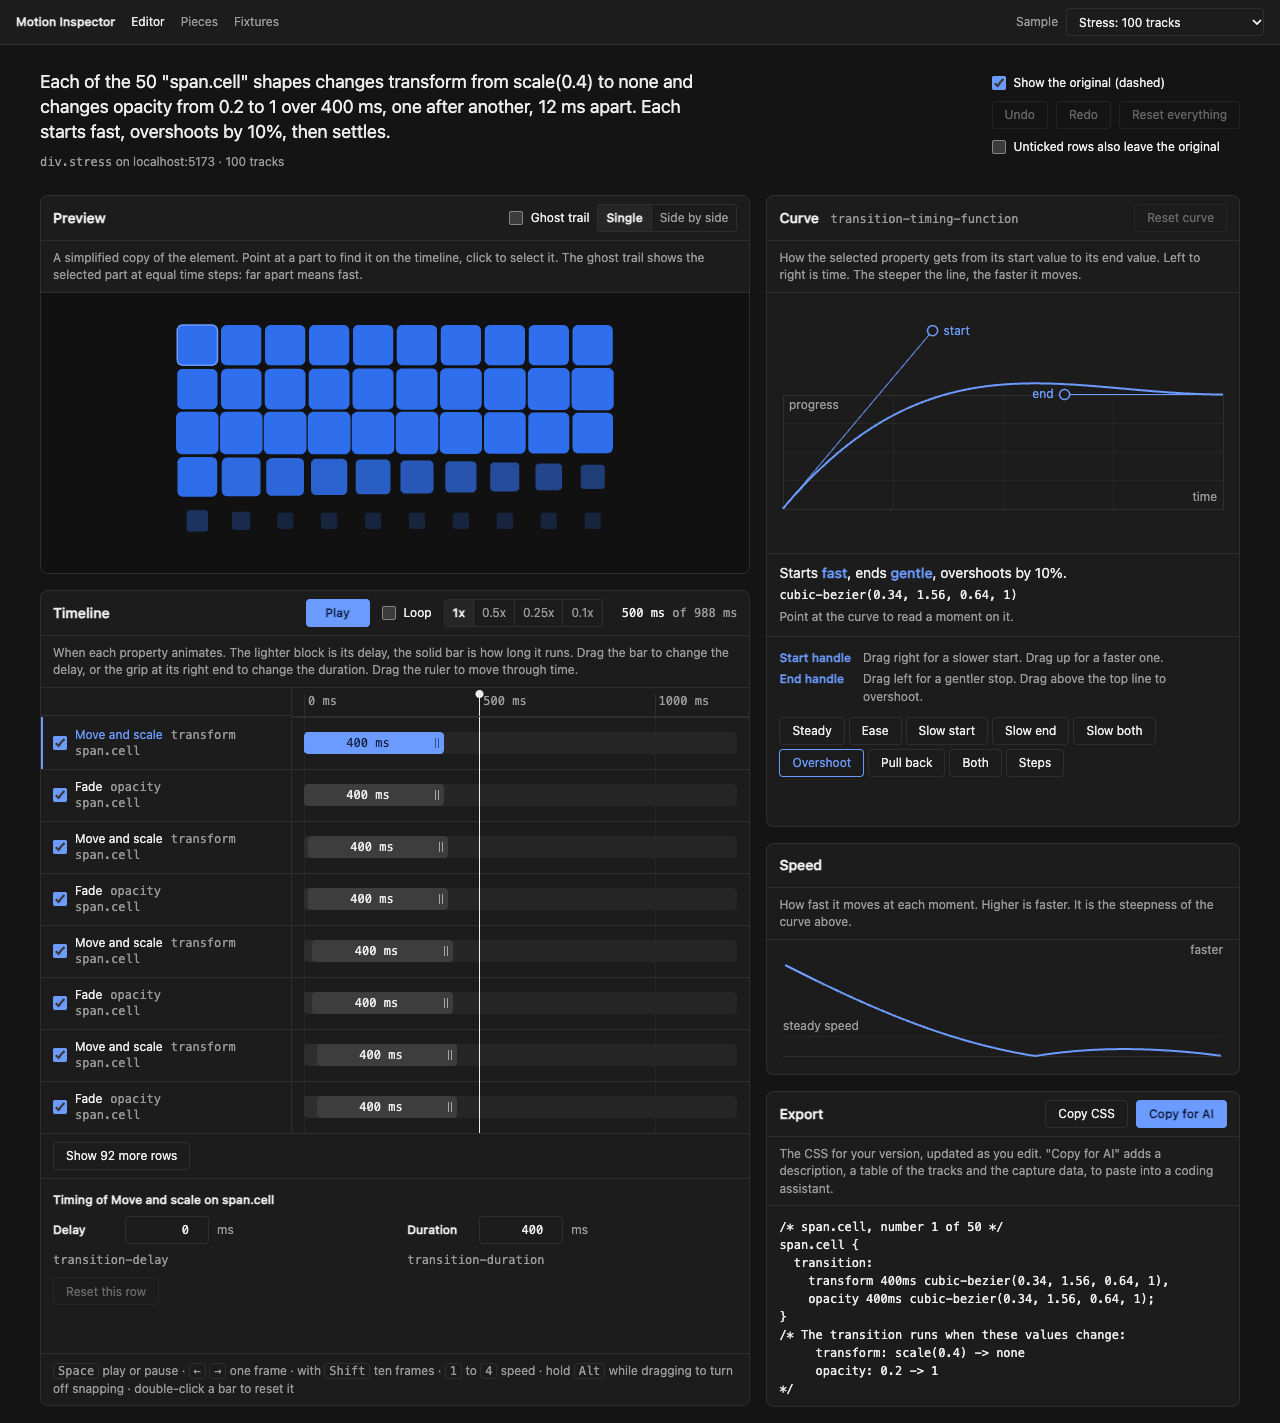 Motion Inspector Editor Pieces Fixtures Sample Stress: 100 tracks
Each of the 50 "span.cell" shapes changes transform from scale(0.4) to none and
changes opacity from 0.2 to 1 over 400 ms, one after another, 12 ms apart. Each
starts fast, overshoots by 10%, then settles.
div.stress on localhost:5173 · 100 tracks
Show the original (dashed)
Undo Redo Reset everything
Unticked rows also leave the original
Preview Ghost trail Single Side by side
A simplified copy of the element. Point at a part to find it on the timeline, click to select it. The ghost trail shows the
selected part at equal time steps: far apart means fast.
Timeline Play Loop 1x 0.5x 0.25x 0.1x 500 ms of 988 ms
When each property animates. The lighter block is its delay, the solid bar is how long it runs. Drag the bar to change the
delay, or the grip at its right end to change the duration. Drag the ruler to move through time.
0 ms 500 ms 1000 ms
Move and scale transform
span.cell
400 ms
Fade opacity
span.cell
400 ms
Move and scale transform
span.cell
400 ms
Fade opacity
span.cell
400 ms
Move and scale transform
span.cell
400 ms
Fade opacity
span.cell
400 ms
Move and scale transform
span.cell
400 ms
Fade opacity
span.cell
400 ms
Show 92 more rows
Timing of Move and scale on span.cell
Delay 0 ms Duration 400 ms
transition-delay transition-duration
Reset this row
Space play or pause · ← → one frame · with Shift ten frames · 1 to 4 speed · hold Alt while dragging to turn
off snapping · double-click a bar to reset it
Curve transition-timing-function Reset curve
How the selected property gets from its start value to its end value. Left to
right is time. The steeper the line, the faster it moves.
start
end
progress
time
Starts fast, ends gentle, overshoots by 10%.
cubic-bezier(0.34, 1.56, 0.64, 1)
Point at the curve to read a moment on it.
Start handle Drag right for a slower start. Drag up for a faster one.
End handle Drag left for a gentler stop. Drag above the top line to
overshoot.
Steady Ease Slow start Slow end Slow both
Overshoot Pull back Both Steps
Speed
How fast it moves at each moment. Higher is faster. It is the steepness of the
curve above.
faster
steady speed
Export Copy CSS Copy for AI
The CSS for your version, updated as you edit. "Copy for AI" adds a
description, a table of the tracks and the capture data, to paste into a coding
assistant.
/* span.cell, number 1 of 50 */
span.cell {
transition:
transform 400ms cubic-bezier(0.34, 1.56, 0.64, 1),
opacity 400ms cubic-bezier(0.34, 1.56, 0.64, 1);
}
/* The transition runs when these values change:
transform: scale(0.4) -> none
opacity: 0.2 -> 1
*/